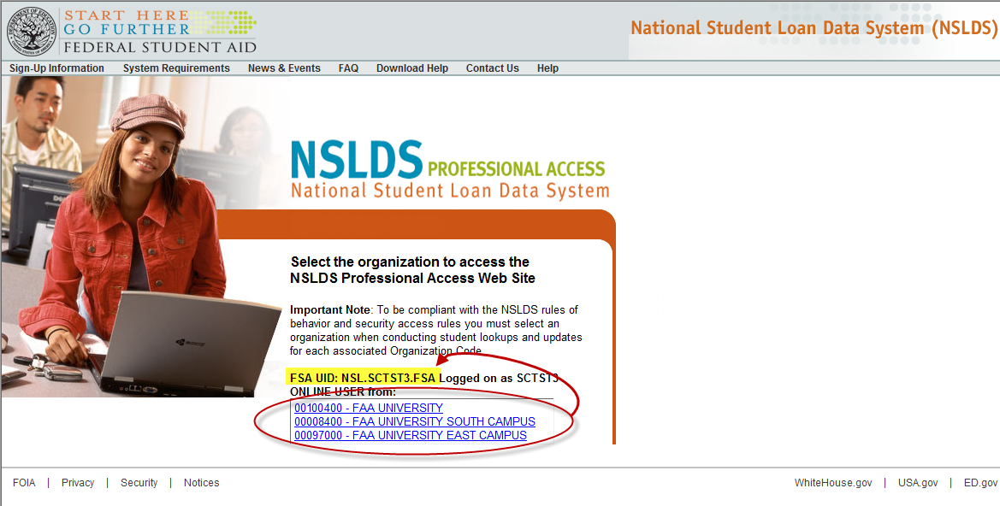 START HERE
GO FURTHER
FEDERAL STUDENT AID
National Student Loan Data System (NSLDS)
Sign-Up Information System Requirements News & Events FAQ Download Help Contact Us Help
NSLDS PROFESSIONAL ACCESS
National Student Loan Data System
Select the organization to access the
NSLDS Professional Access Web Site
Important Note: To be compliant with the NSLDS rules of
behavior and security access rules you must select an
organization when conducting student lookups and updates
for each associated Organization Code
FSA UID: NSL.SCTST3.FSA Logged on as SCTST3
ONLINE USER from:
00100400 - FAA UNIVERSITY
00008400 - FAA UNIVERSITY SOUTH CAMPUS
00097000 - FAA UNIVERSITY EAST CAMPUS
FOIA | Privacy | Security | Notices
WhiteHouse.gov | USA.gov | ED.gov